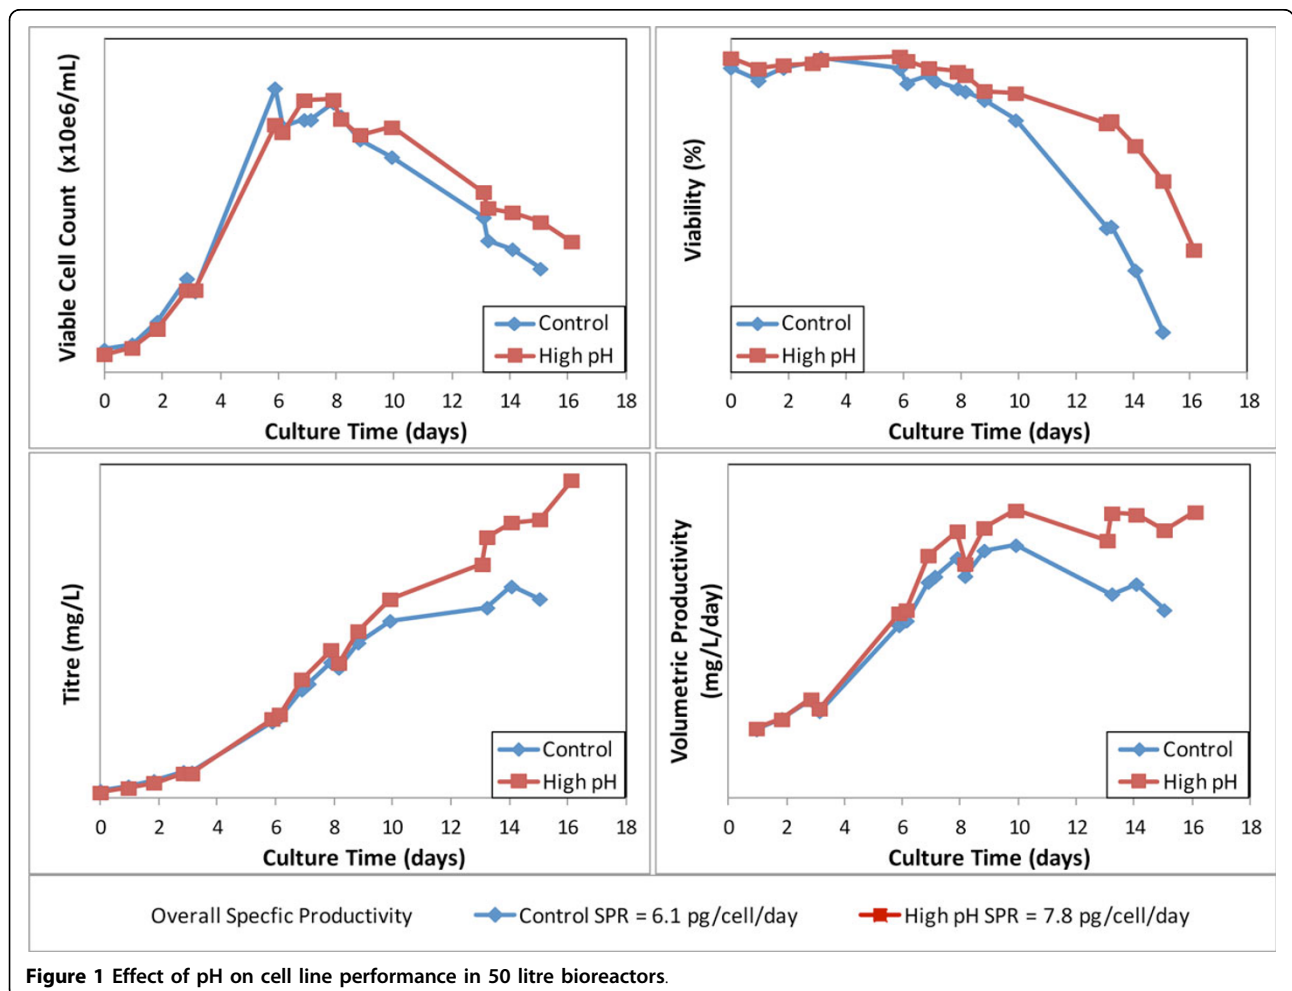 Viable Cell Count (x10e6/mL)
Control
High pH
0 2 4 6 8 10 12 14 16 18
Culture Time (days)
Viability (%)
Control
High pH
0 2 4 6 8 10 12 14 16 18
Culture Time (days)
Titre (mg/L)
Control
High pH
0 2 4 6 8 10 12 14 16 18
Culture Time (days)
Volumetric Productivity
(mg/L/day)
Control
High pH
0 2 4 6 8 10 12 14 16 18
Culture Time (days)
Overall Specfic Productivity Control SPR = 6.1 pg/cell/day High pH SPR = 7.8 pg/cell/day
Figure 1 Effect of pH on cell line performance in 50 litre bioreactors.